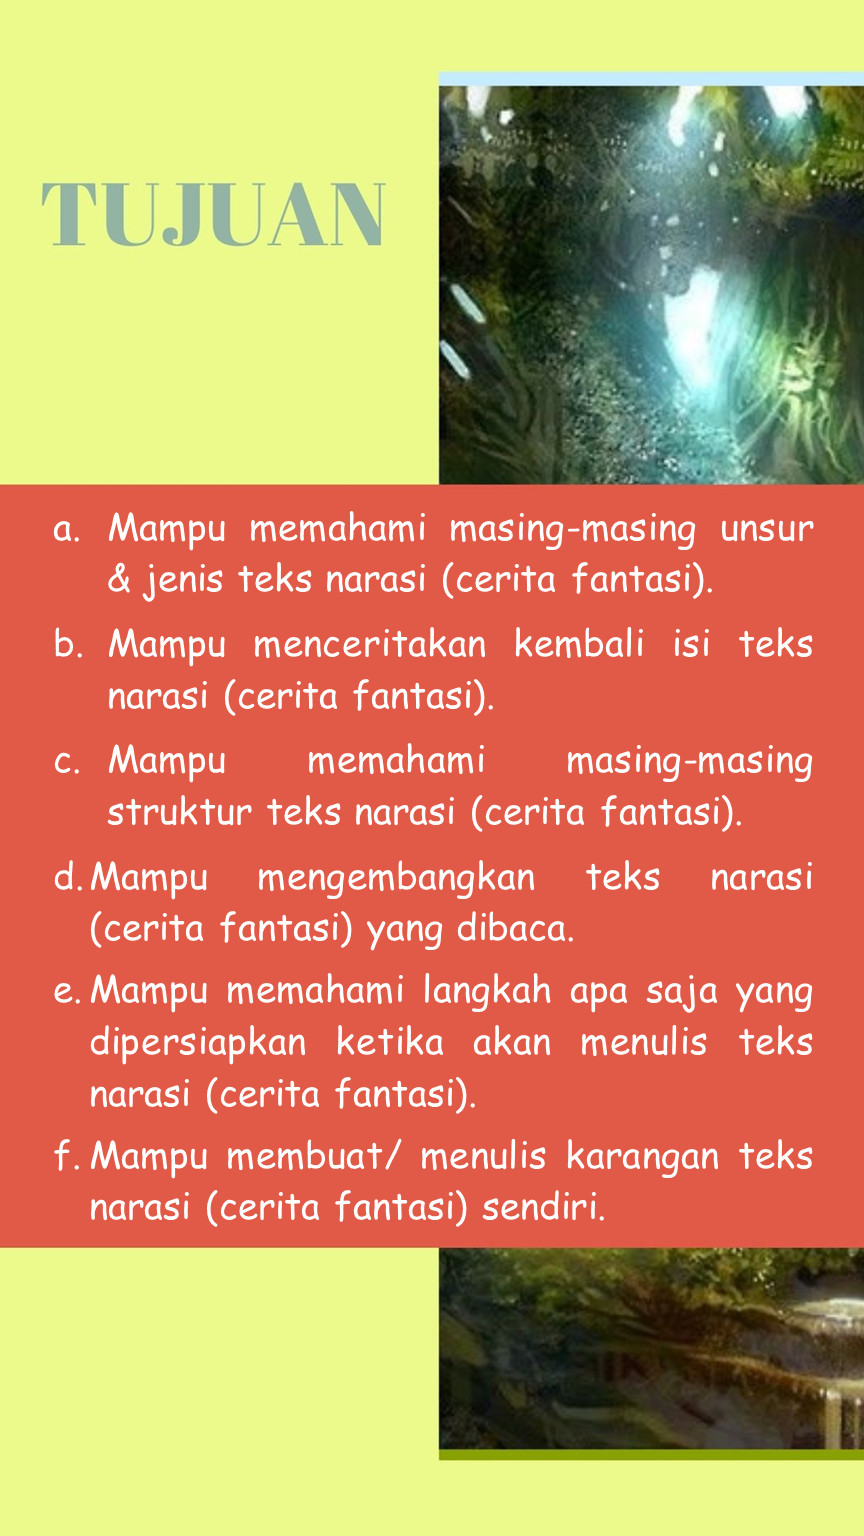 TUJUAN
a. Mampu memahami masing-masing unsur
& jenis teks narasi (cerita fantasi).
b. Mampu menceritakan kembali isi teks
narasi (cerita fantasi).
c. Mampu memahami masing-masing
struktur teks narasi (cerita fantasi).
d. Mampu mengembangkan teks narasi
(cerita fantasi) yang dibaca.
e. Mampu memahami langkah apa saja yang
dipersiapkan ketika akan menulis teks
narasi (cerita fantasi).
f. Mampu membuat/ menulis karangan teks
narasi (cerita fantasi) sendiri.